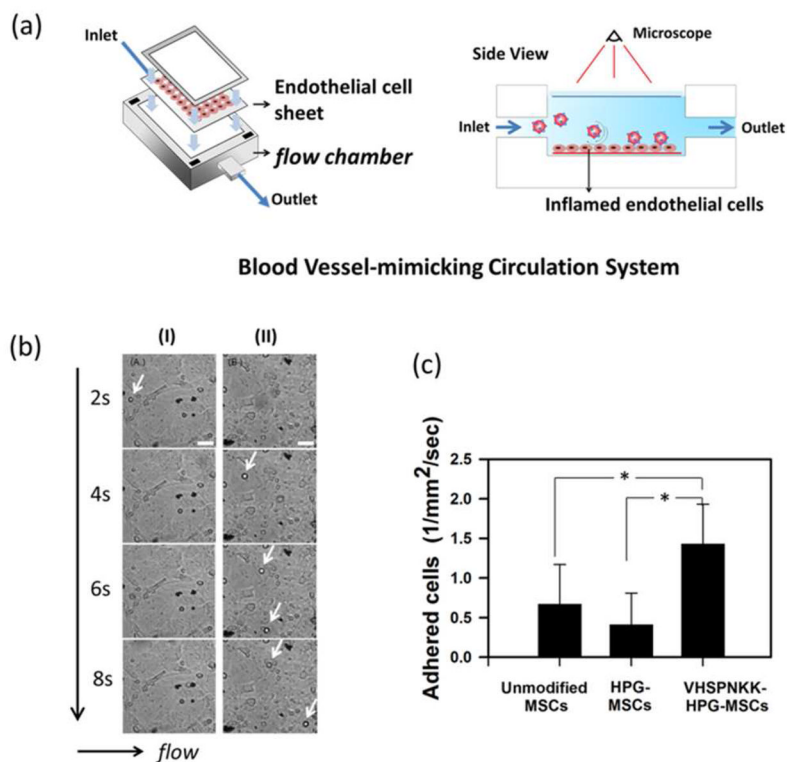 (a)
Inlet
Endothelial cell
sheet
flow chamber
Outlet
Side View
Microscope
Inlet
Outlet
Inflamed endothelial cells
Blood Vessel-mimicking Circulation System
(b)
(I)
(II)
2s
4s
6s
8s
flow
(c)
Adhered cells (1/mm²/sec)
2.5
2.0
1.5
1.0
0.5
0.0
*
*
Unmodified
MSCs
HPG-
MSCs
VHSPNKK-
HPG-MSCs